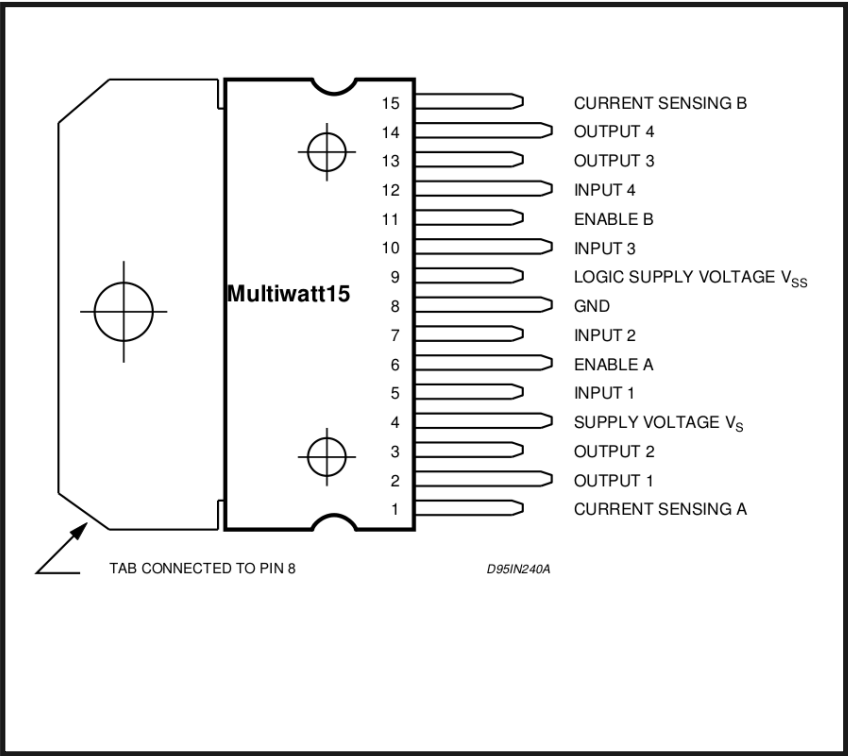 15 CURRENT SENSING B
14 OUTPUT 4
13 OUTPUT 3
12 INPUT 4
11 ENABLE B
10 INPUT 3
9 LOGIC SUPPLY VOLTAGE VSS
Multiwatt15
8 GND
7 INPUT 2
6 ENABLE A
5 INPUT 1
4 SUPPLY VOLTAGE VS
3 OUTPUT 2
2 OUTPUT 1
1 CURRENT SENSING A
TAB CONNECTED TO PIN 8
D95IN240A